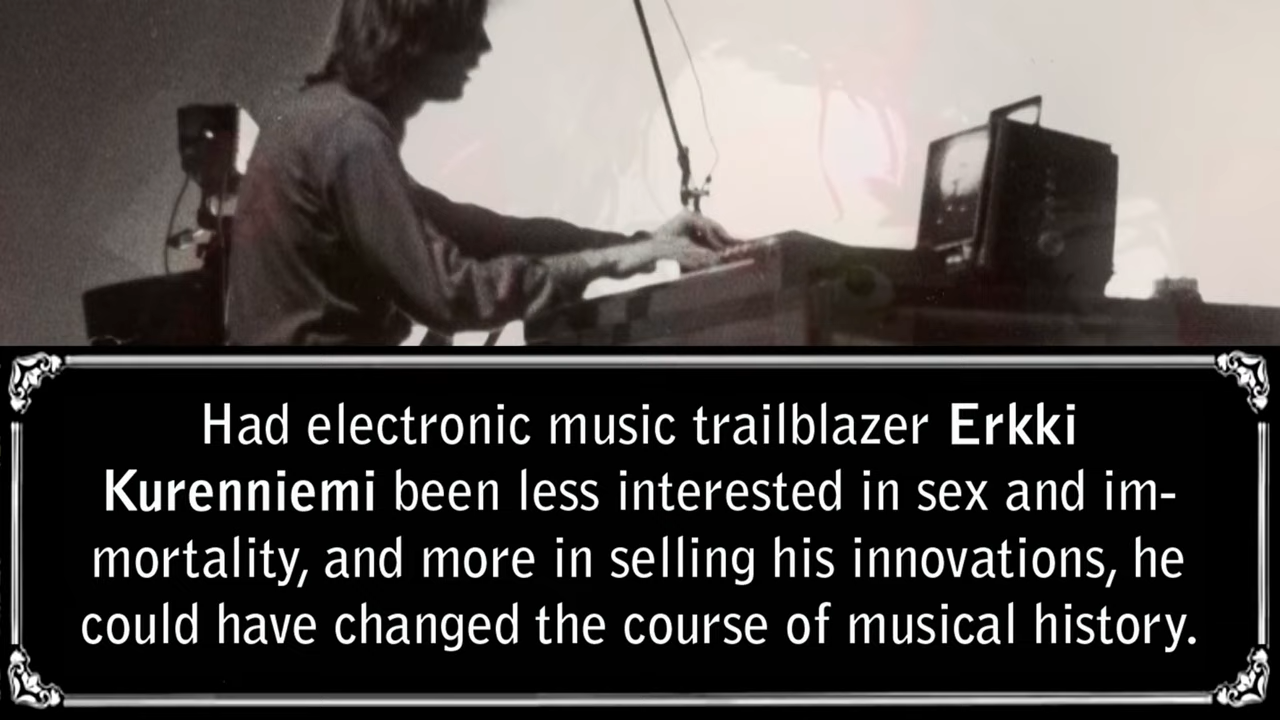 Had electronic music trailblazer Erkki
Kurenniemi been less interested in sex and im-
mortality, and more in selling his innovations, he
could have changed the course of musical history.